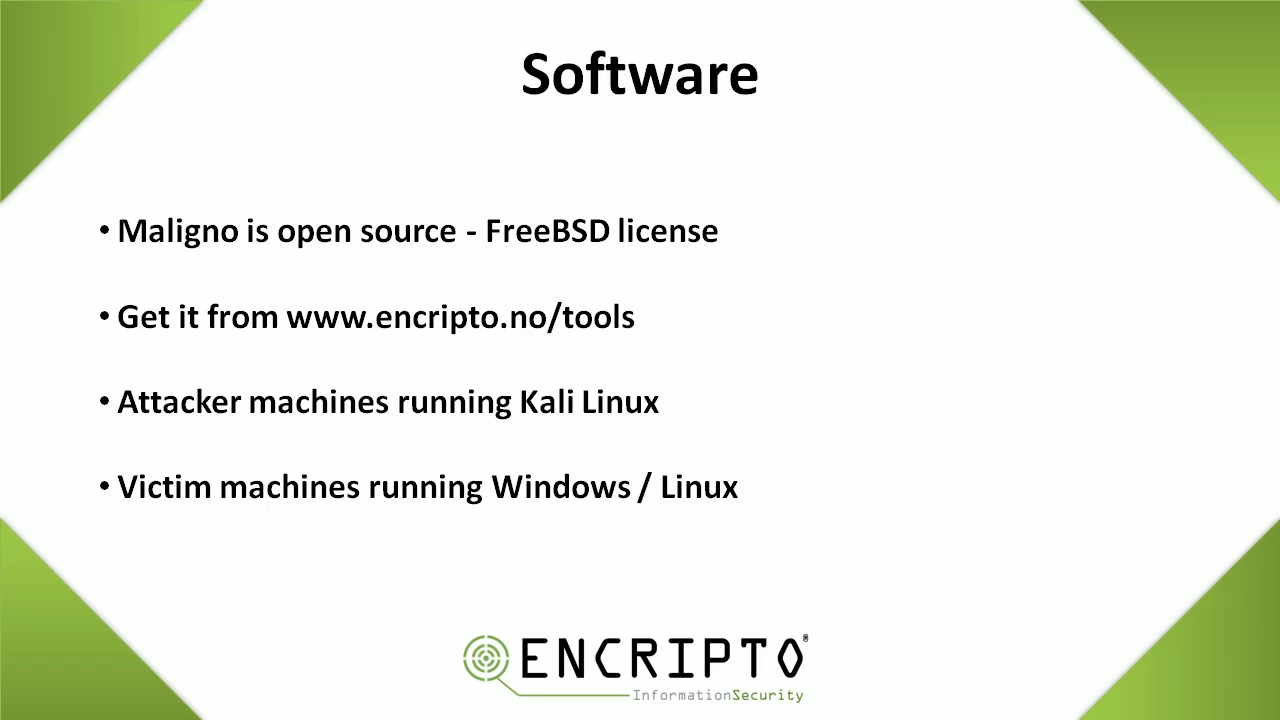 Software
• Maligno is open source - FreeBSD license
• Get it from www.encripto.no/tools
• Attacker machines running Kali Linux
• Victim machines running Windows / Linux
ENCRIPTO®
InformationSecurity